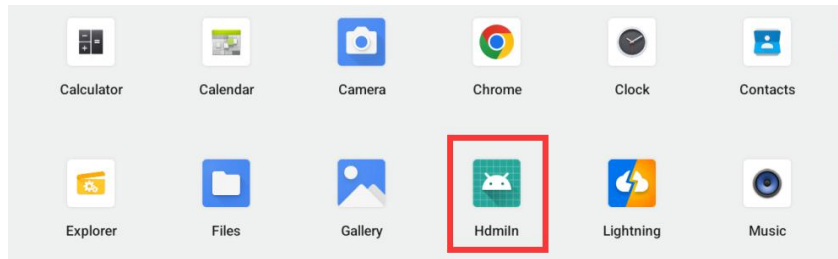 Calculator Calendar Camera Chrome Clock Contacts
Explorer Files Gallery HdmiIn Lightning Music